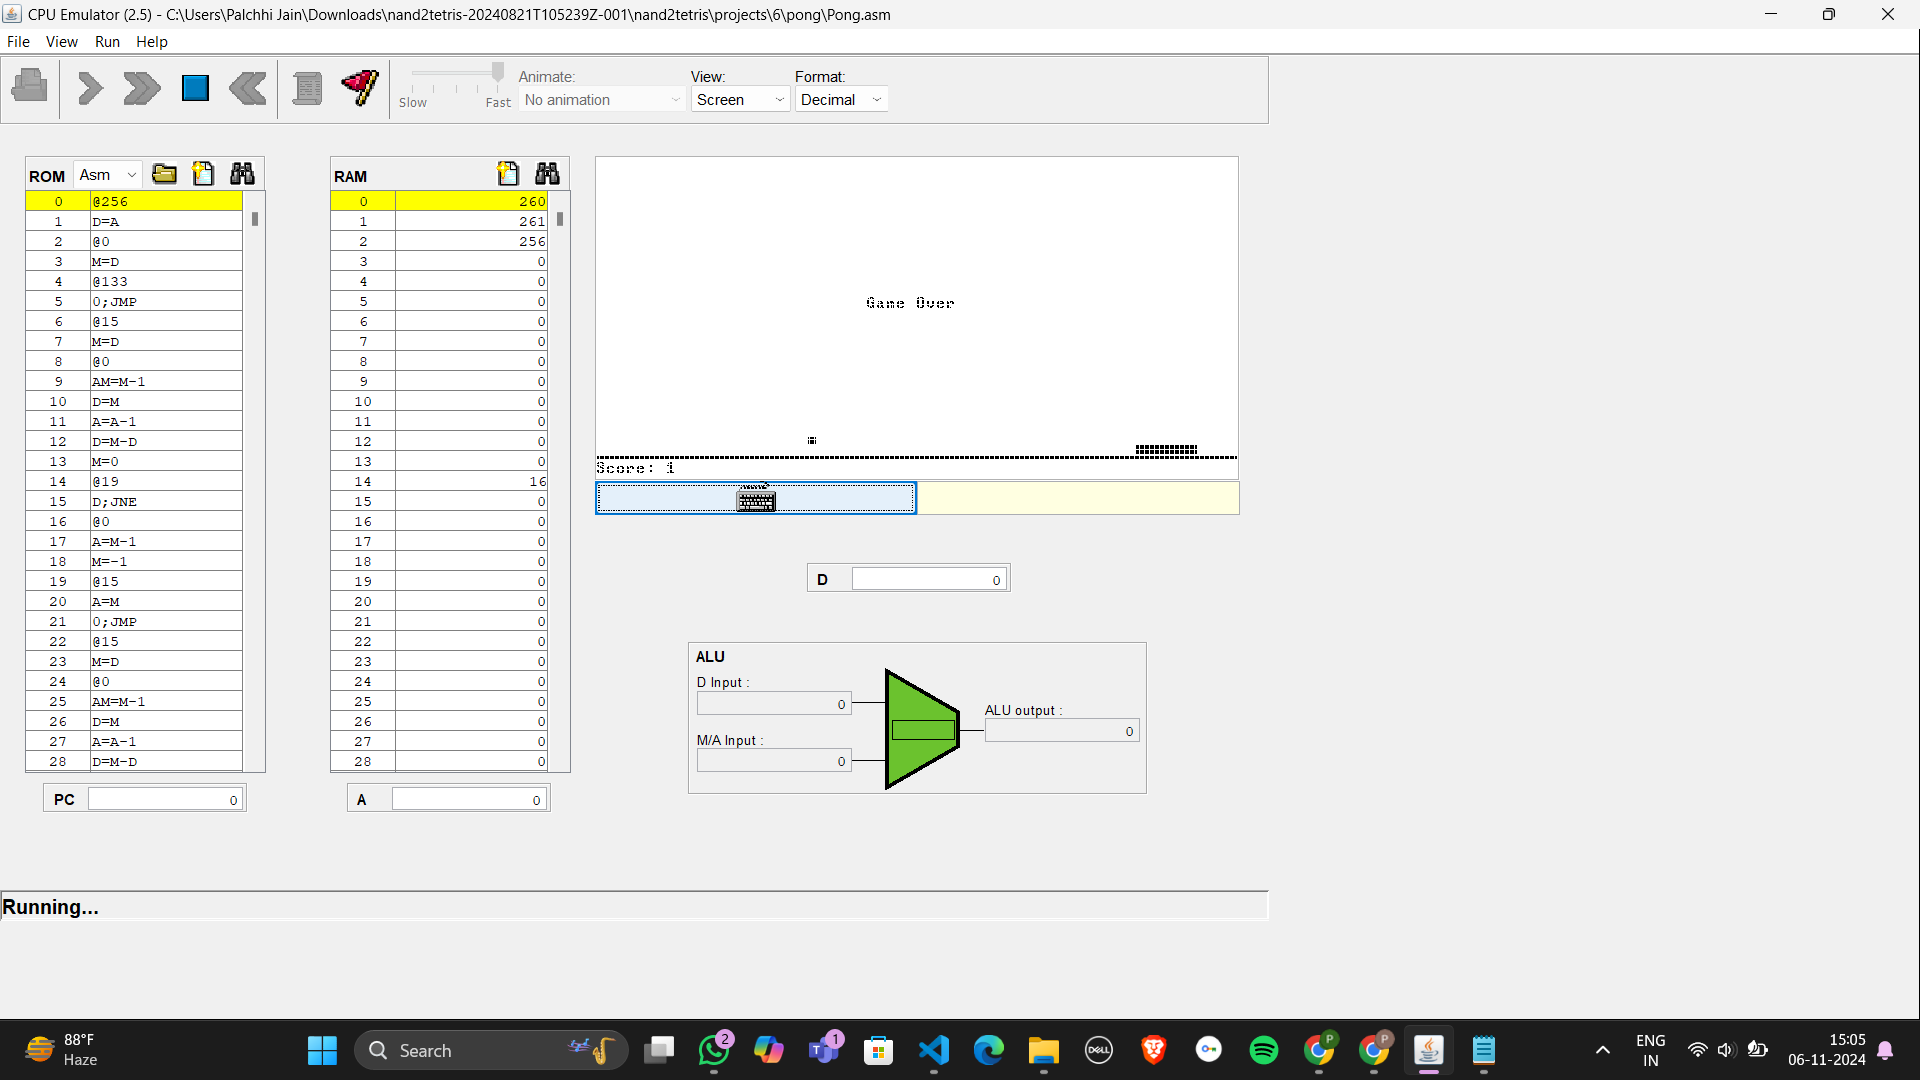 CPU Emulator (2.5) - C:\Users\Palchhi Jain\Downloads\nand2tetris-20240821T105239Z-001\nand2tetris\projects\6\pong\Pong.asm
File View Run Help
Slow Fast
Animate:
No animation
View:
Screen
Format:
Decimal
ROM Asm
0 @256
1 D=A
2 @0
3 M=D
4 @133
5 0;JMP
6 @15
7 M=D
8 @0
9 AM=M-1
10 D=M
11 A=A-1
12 D=M-D
13 M=0
14 @19
15 D;JNE
16 @0
17 A=M-1
18 M=-1
19 @15
20 A=M
21 0;JMP
22 @15
23 M=D
24 @0
25 AM=M-1
26 D=M
27 A=A-1
28 D=M-D
PC 0
RAM
0 260
1 261
2 256
3 0
4 0
5 0
6 0
7 0
8 0
9 0
10 0
11 0
12 0
13 0
14 16
15 0
16 0
17 0
18 0
19 0
20 0
21 0
22 0
23 0
24 0
25 0
26 0
27 0
28 0
A 0
Game Over
Score: 1
D 0
ALU
D Input :
0
M/A Input :
0
ALU output :
0
Running...
88°F
Haze
Search
2
1
DELL
P
P
ENG
IN
15:05
06-11-2024